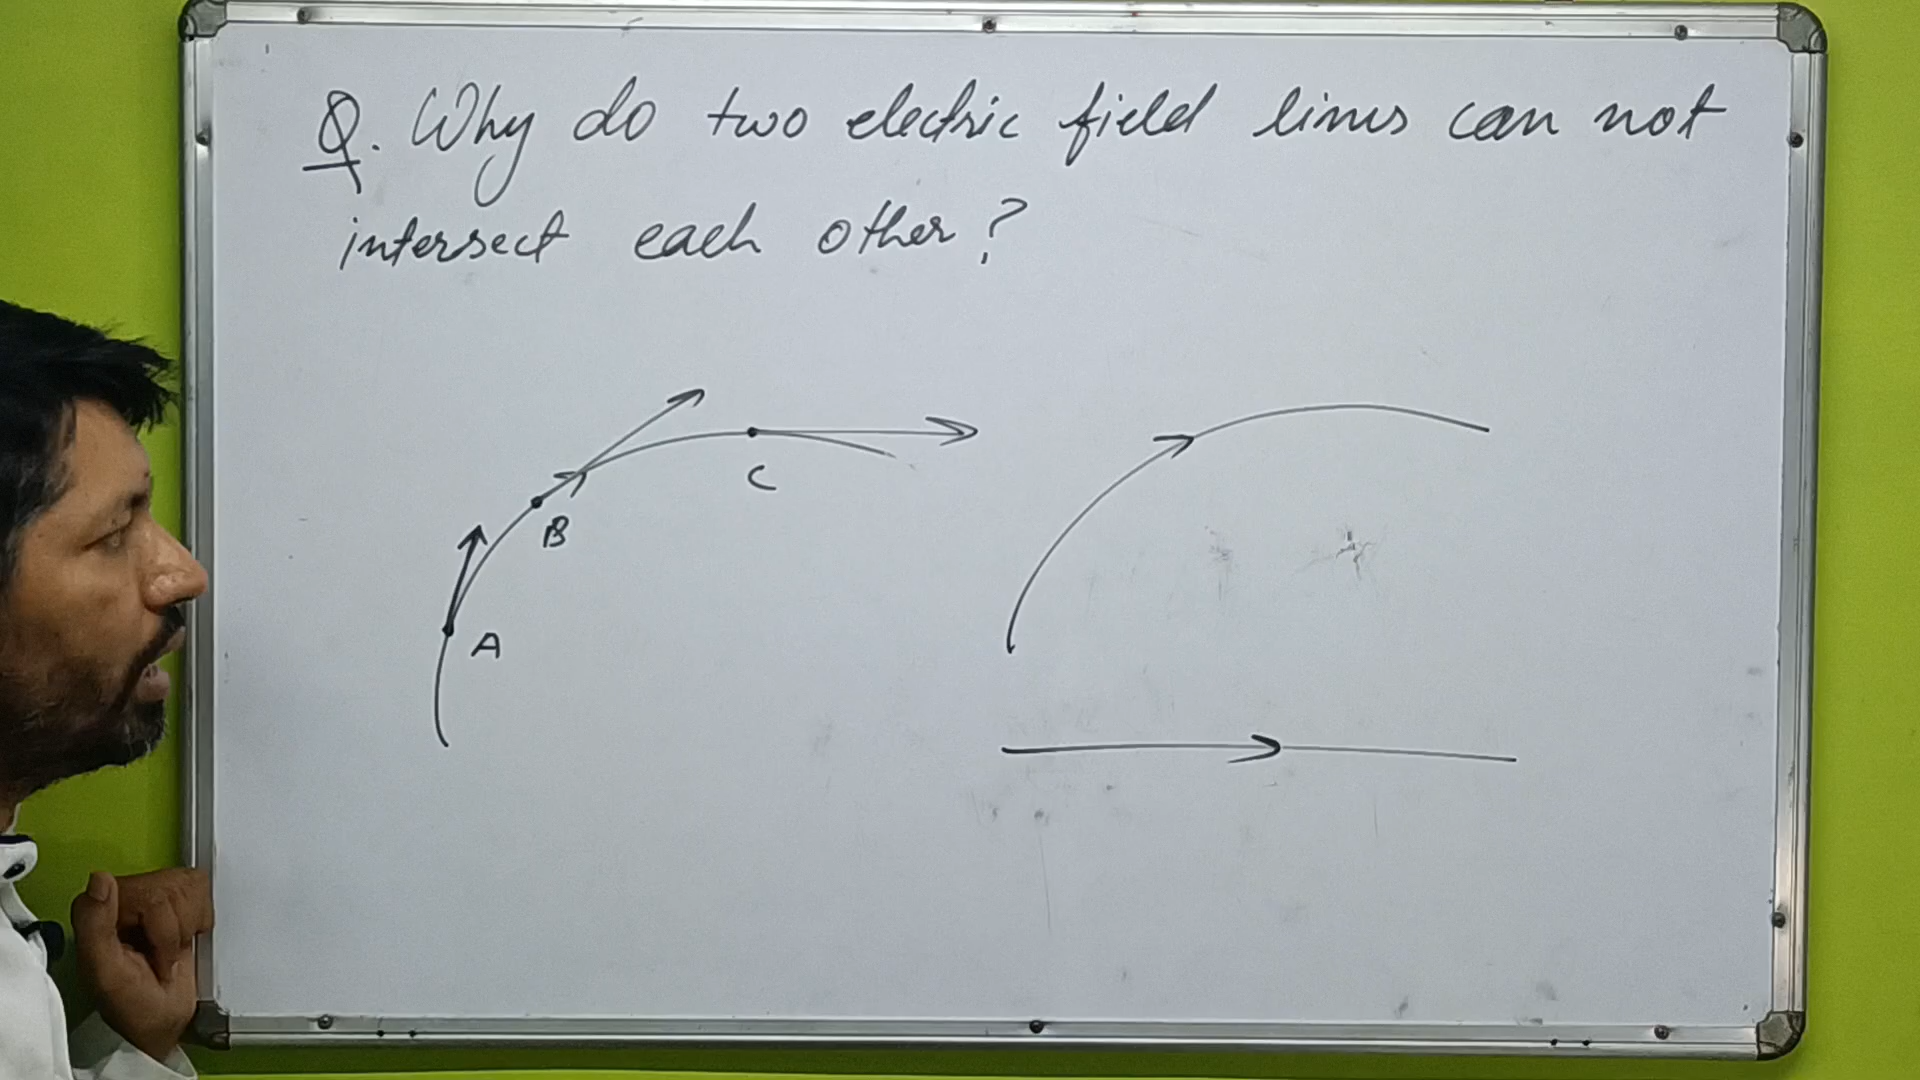 Q. Why do two electric field lines can not
intersect each other?
C
B
A